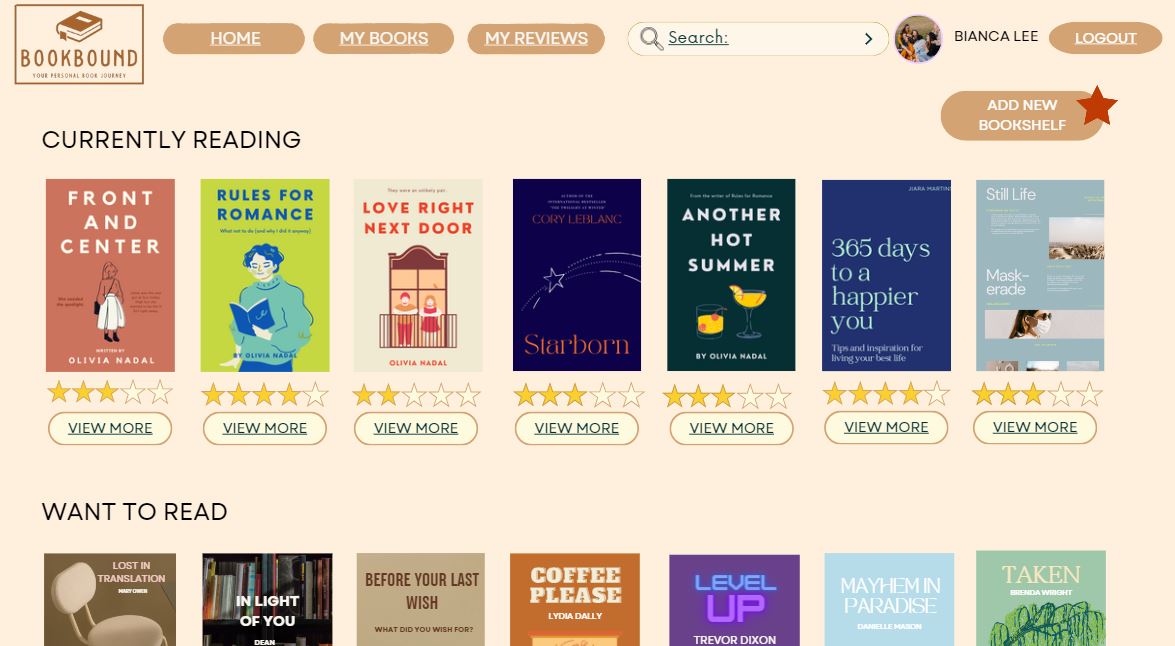 BOOKBOUND
YOUR PERSONAL BOOK JOURNEY
HOME
MY BOOKS
MY REVIEWS
Search:
BIANCA LEE
LOGOUT
ADD NEW
BOOKSHELF
CURRENTLY READING
FRONT
AND
CENTER
She needed
the spotlight
WRITTEN BY
OLIVIA NADAL
RULES FOR
ROMANCE
What not to do (and why I did it anyway)
BY OLIVIA NADAL
They were an unlikely pair.
LOVE RIGHT
NEXT DOOR
OLIVIA NADAL
AUTHOR OF THE
INTERNATIONAL BESTSELLER
"THE TWILIGHT AT WINTER"
CORY LEBLANC
Starborn
From the writer of Rules for Romance
ANOTHER
HOT
SUMMER
BY OLIVIA NADAL
JIARA MARTINS
365 days
to a
happier
you
Tips and inspiration for
living your best life
Still Life
Mask-
erade
VIEW MORE
VIEW MORE
VIEW MORE
VIEW MORE
VIEW MORE
VIEW MORE
VIEW MORE
WANT TO READ
LOST IN
TRANSLATION
MARY OWEN
IN LIGHT
OF YOU
DEAN
BEFORE YOUR LAST
WISH
WHAT DID YOU WISH FOR?
COFFEE
PLEASE
LYDIA DALLY
LEVEL
UP
TREVOR DIXON
MAYHEM IN
PARADISE
DANIELLE MASON
TAKEN
BRENDA WRIGHT